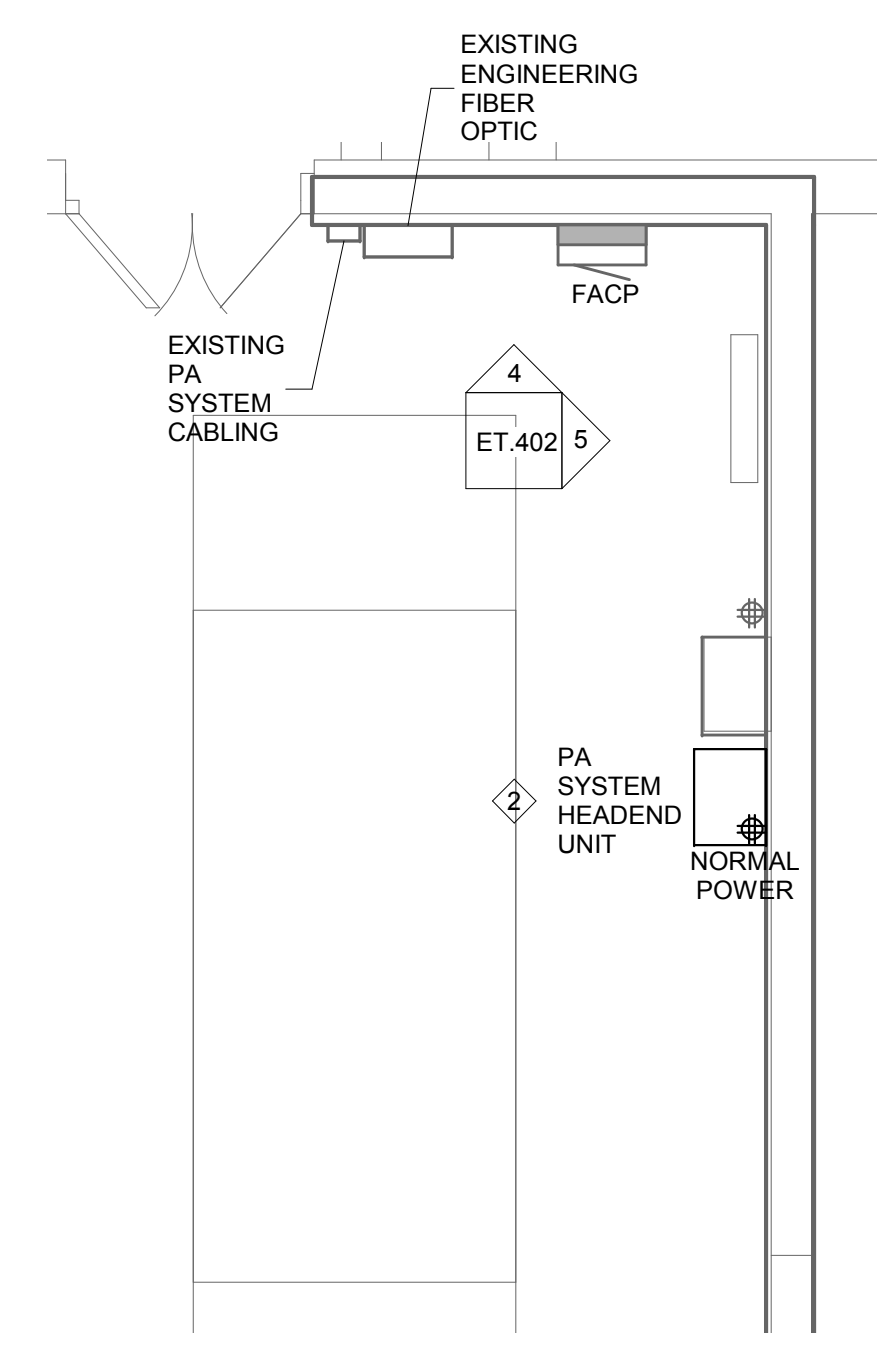 EXISTING
ENGINEERING
FIBER
OPTIC
FACP
EXISTING
PA
SYSTEM
CABLING
4
ET.402
5
2
PA
SYSTEM
HEADEND
UNIT
NORMAL
POWER